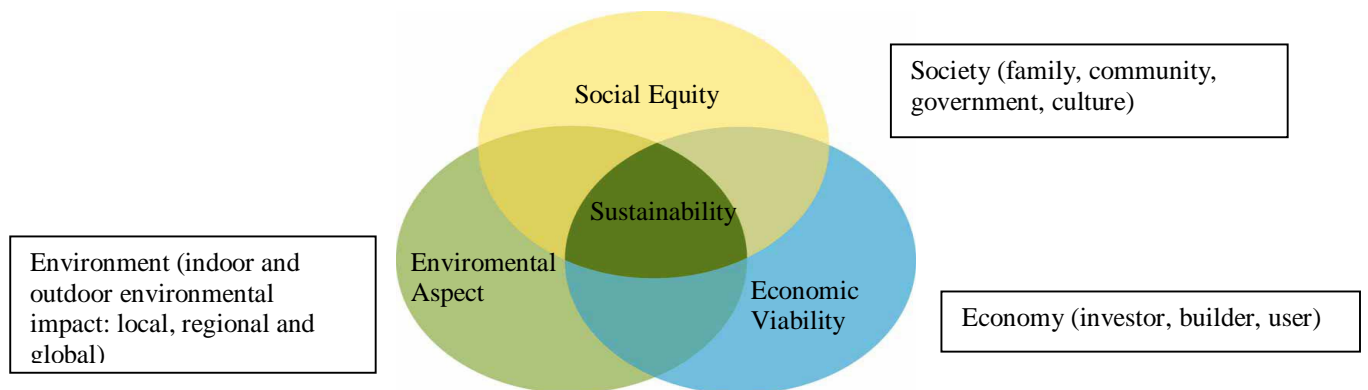 Social Equity
Society (family, community,
government, culture)
Sustainability
Environment (indoor and
outdoor environmental
impact: local, regional and
global)
Enviromental
Aspect
Economic
Viability
Economy (investor, builder, user)